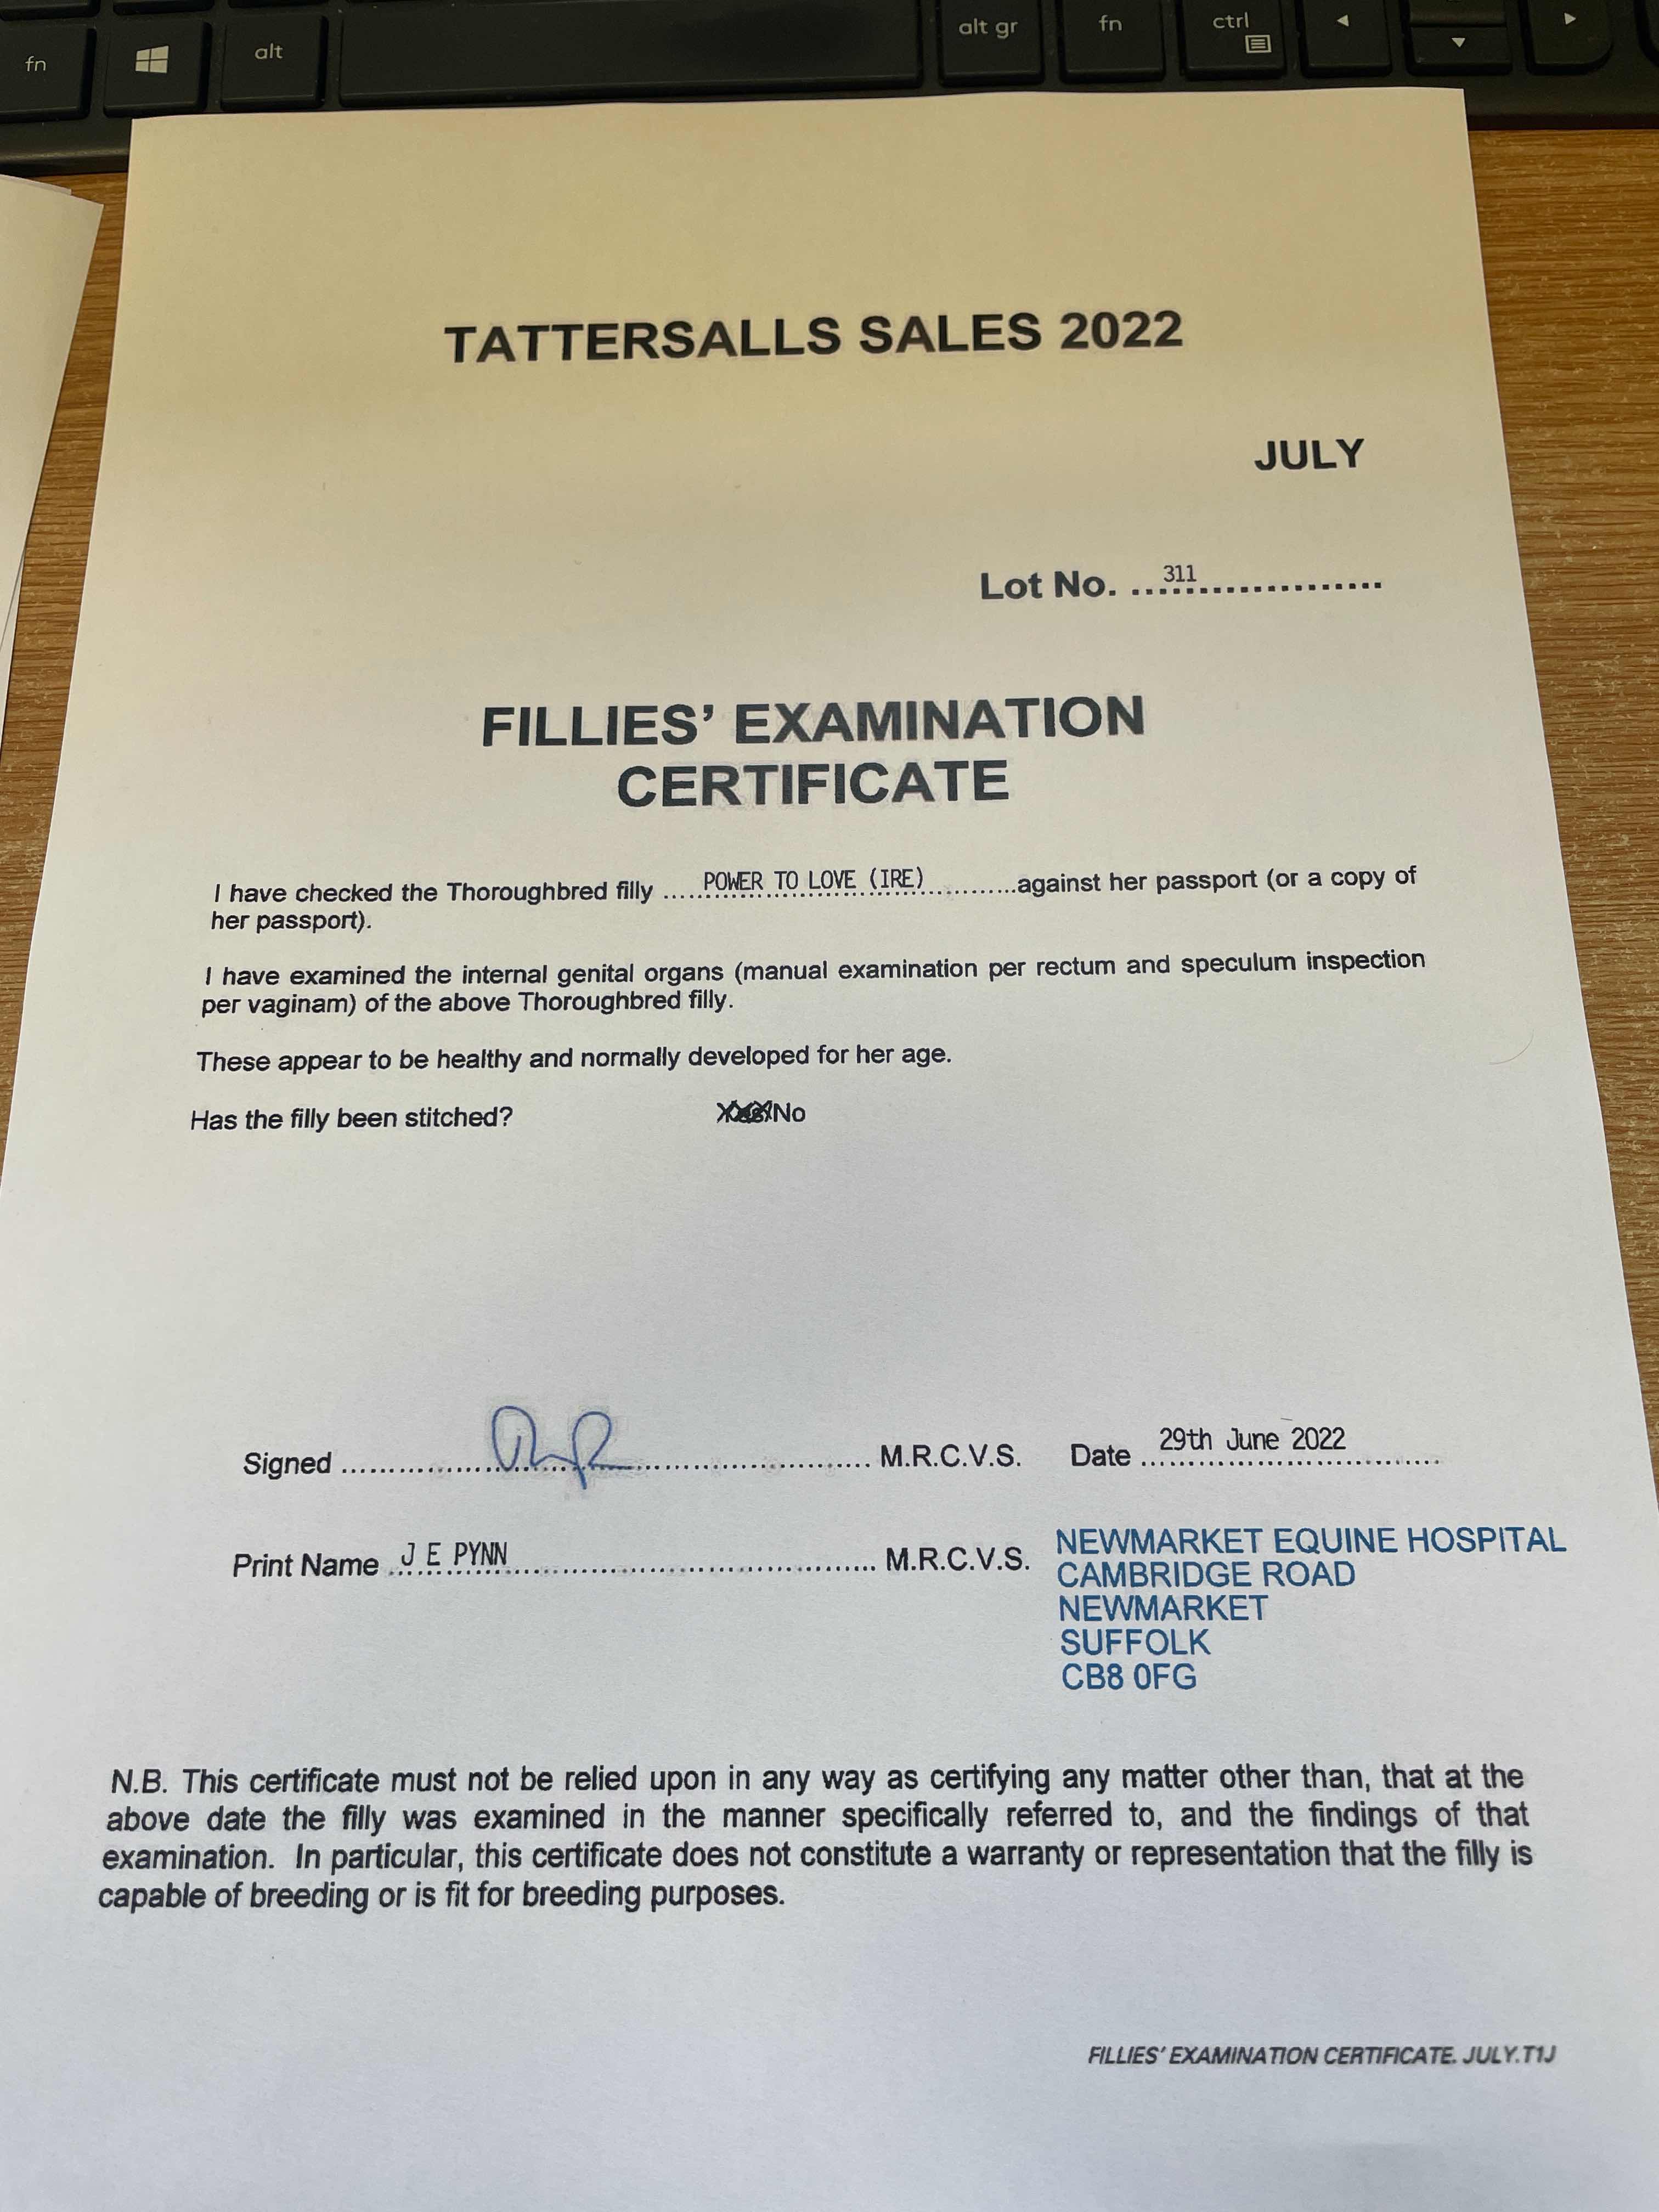 fn
alt
alt gr
fn
ctrl
TATTERSALLS SALES 2022
JULY
Lot No. ...311...................
FILLIES' EXAMINATION
CERTIFICATE
I have checked the Thoroughbred filly .....POWER TO LOVE (IRE)............against her passport (or a copy of
her passport).
I have examined the internal genital organs (manual examination per rectum and speculum inspection
per vaginam) of the above Thoroughbred filly.
These appear to be healthy and normally developed for her age.
Has the filly been stitched? Yes/No
Signed ........................................................ M.R.C.V.S. Date ..29th June 2022............
Print Name ..J E PYNN.................................................. M.R.C.V.S.
NEWMARKET EQUINE HOSPITAL
CAMBRIDGE ROAD
NEWMARKET
SUFFOLK
CB8 0FG
N.B. This certificate must not be relied upon in any way as certifying any matter other than, that at the
above date the filly was examined in the manner specifically referred to, and the findings of that
examination. In particular, this certificate does not constitute a warranty or representation that the filly is
capable of breeding or is fit for breeding purposes.
FILLIES' EXAMINATION CERTIFICATE. JULY.T1J